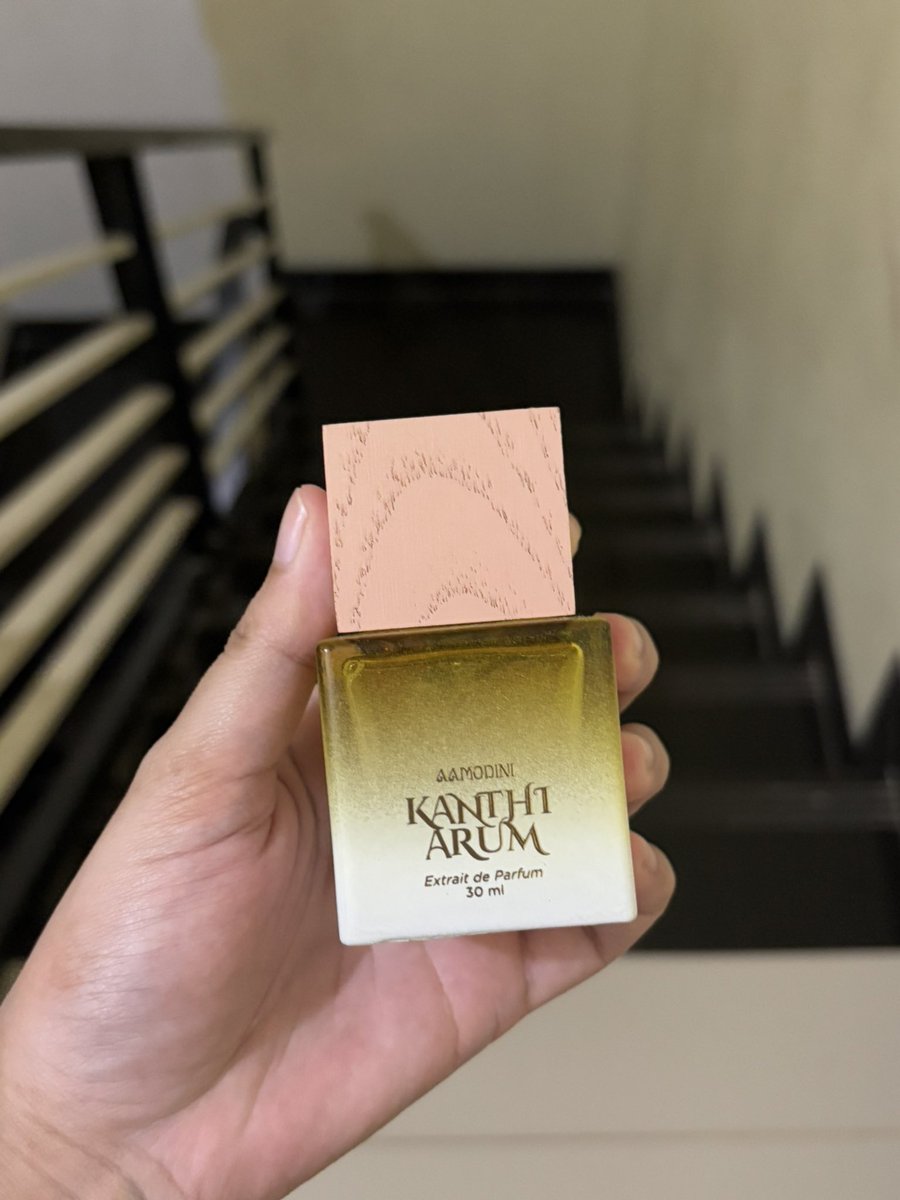 AAMODINI
KANTHI
ARUM
Extrait de Parfum
30 ml